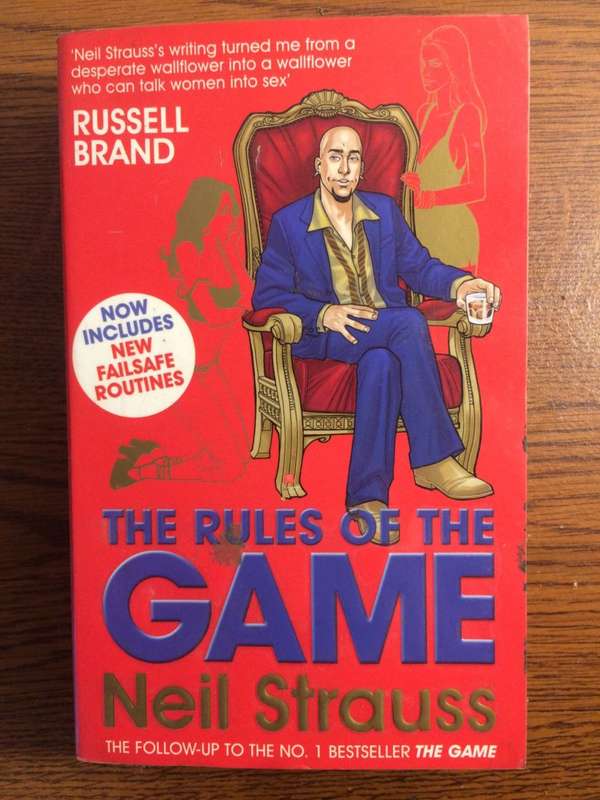 'Neil Strauss's writing turned me from a
desperate wallflower into a wallflower
who can talk women into sex'
RUSSELL
BRAND
NOW
INCLUDES
NEW
FAILSAFE
ROUTINES
THE RULES OF THE
GAME
Neil Strauss
THE FOLLOW-UP TO THE NO. 1 BESTSELLER THE GAME